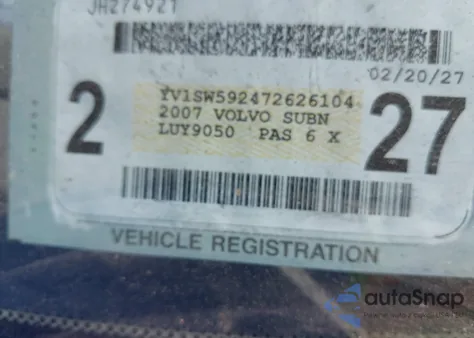 JH274921
02/20/27
YV1SW592472626104
2 2007 VOLVO SUBN 27
LUY9050 PAS 6 X
VEHICLE REGISTRATION
autoSnap